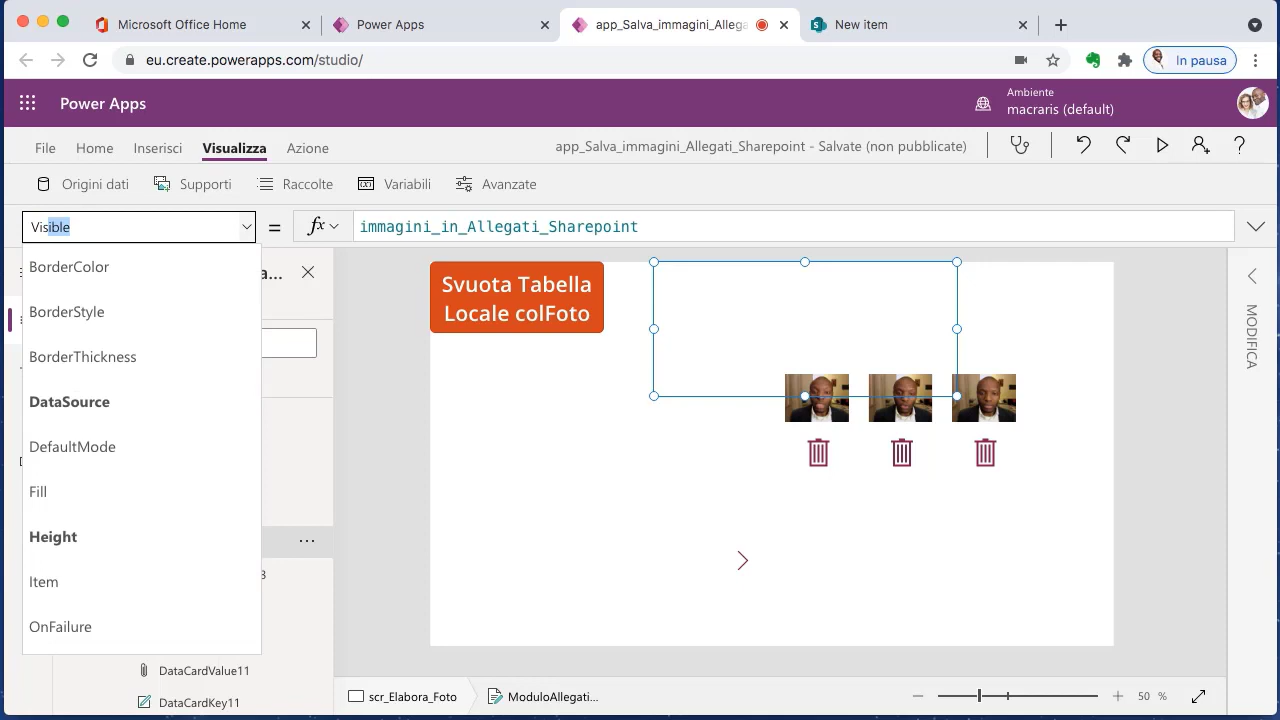 Microsoft Office Home
Power Apps
app_Salva_immagini_Allega
New item
eu.create.powerapps.com/studio/
In pausa
Power Apps
Ambiente
macraris (default)
File
Home
Inserisci
Visualizza
Azione
app_Salva_immagini_Allegati_Sharepoint - Salvate (non pubblicate)
Origini dati
Supporti
Raccolte
Variabili
Avanzate
Visible
=
fx
immagini_in_Allegati_Sharepoint
BorderColor
BorderStyle
BorderThickness
DataSource
DefaultMode
Fill
Height
Item
OnFailure
a...
...
DataCardValue11
DataCardKey11
Svuota Tabella
Locale colFoto
MODIFICA
scr_Elabora_Foto
ModuloAllegati...
50 %